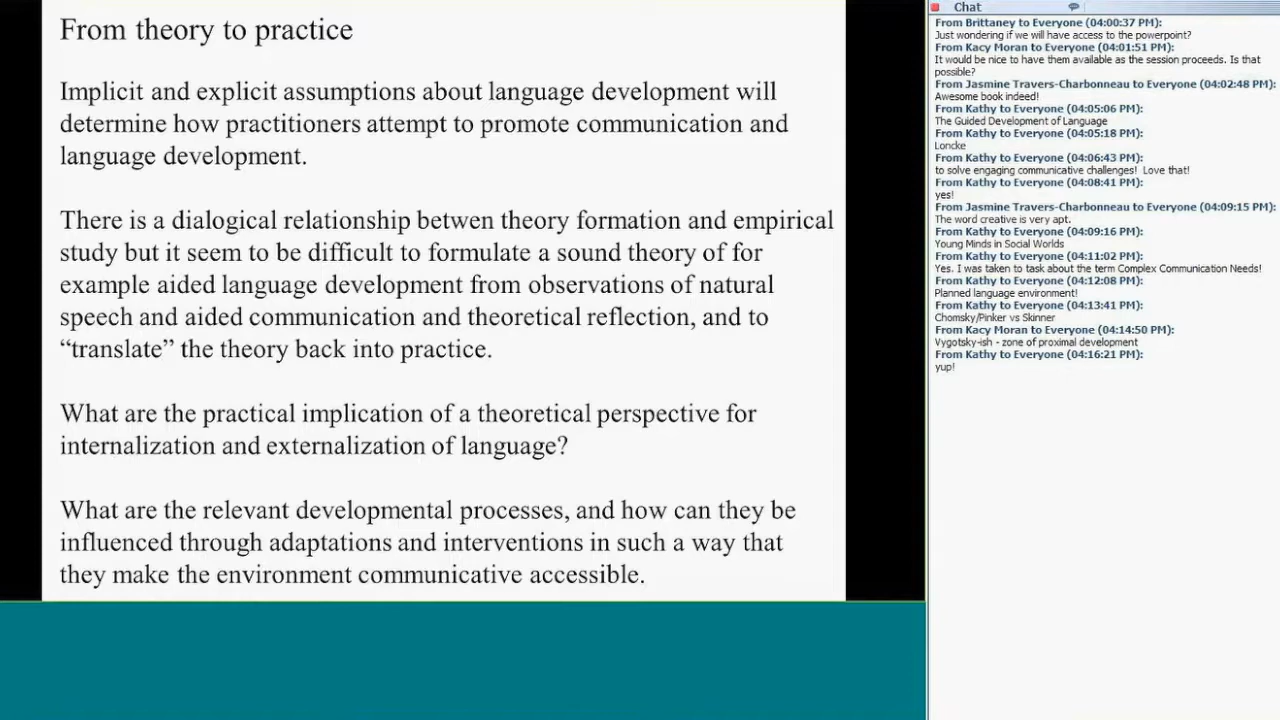 From theory to practice
Implicit and explicit assumptions about language development will
determine how practitioners attempt to promote communication and
language development.
There is a dialogical relationship betwen theory formation and empirical
study but it seem to be difficult to formulate a sound theory of for
example aided language development from observations of natural
speech and aided communication and theoretical reflection, and to
“translate” the theory back into practice.
What are the practical implication of a theoretical perspective for
internalization and externalization of language?
What are the relevant developmental processes, and how can they be
influenced through adaptations and interventions in such a way that
they make the environment communicative accessible.
Chat
From Brittaney to Everyone (04:00:37 PM):
Just wondering if we will have access to the powerpoint?
From Kacy Moran to Everyone (04:01:51 PM):
It would be nice to have them available as the session proceeds. Is that
possible?
From Jasmine Travers-Charbonneau to Everyone (04:02:48 PM):
Awesome book indeed!
From Kathy to Everyone (04:05:06 PM):
The Guided Development of Language
From Kathy to Everyone (04:05:18 PM):
Loncke
From Kathy to Everyone (04:06:43 PM):
to solve engaging communicative challenges! Love that!
From Kathy to Everyone (04:08:41 PM):
yes!
From Jasmine Travers-Charbonneau to Everyone (04:09:15 PM):
The word creative is very apt.
From Kathy to Everyone (04:09:16 PM):
Young Minds in Social Worlds
From Kathy to Everyone (04:11:02 PM):
Yes. I was taken to task about the term Complex Communication Needs!
From Kathy to Everyone (04:12:08 PM):
Planned language environment!
From Kathy to Everyone (04:13:41 PM):
Chomsky/Pinker vs Skinner
From Kacy Moran to Everyone (04:14:50 PM):
Vygotsky-ish - zone of proximal development
From Kathy to Everyone (04:16:21 PM):
yup!